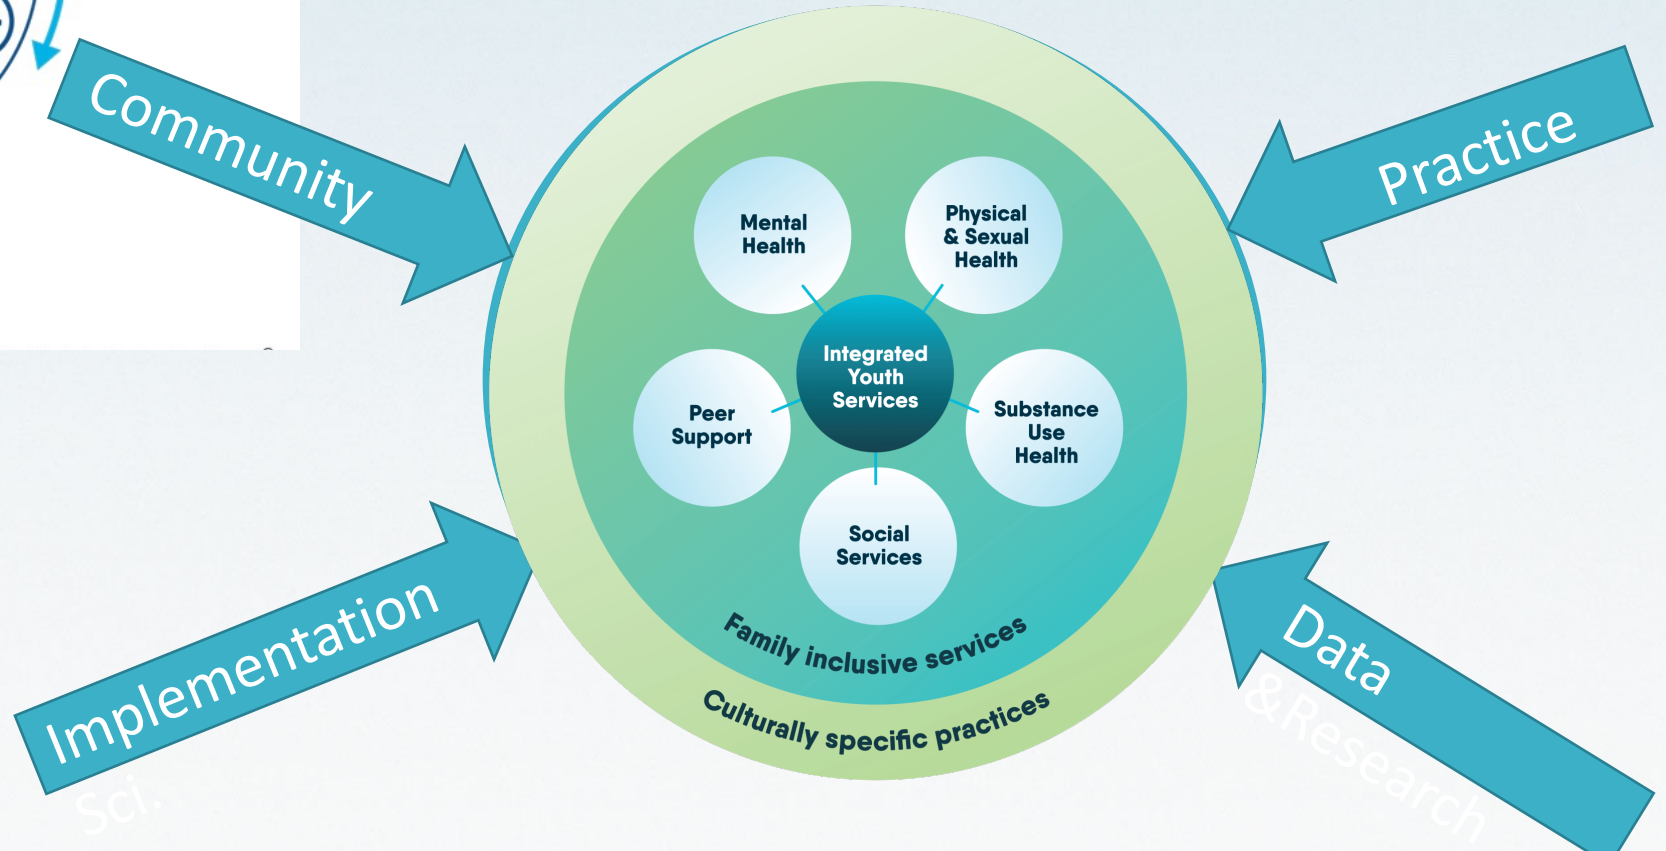 Community
Practice
Mental
Health
Physical
& Sexual
Health
Integrated
Youth
Services
Peer
Support
Substance
Use
Health
Social
Services
Family inclusive services
Culturally specific practices
Implementation
Sci.
Data
&Research